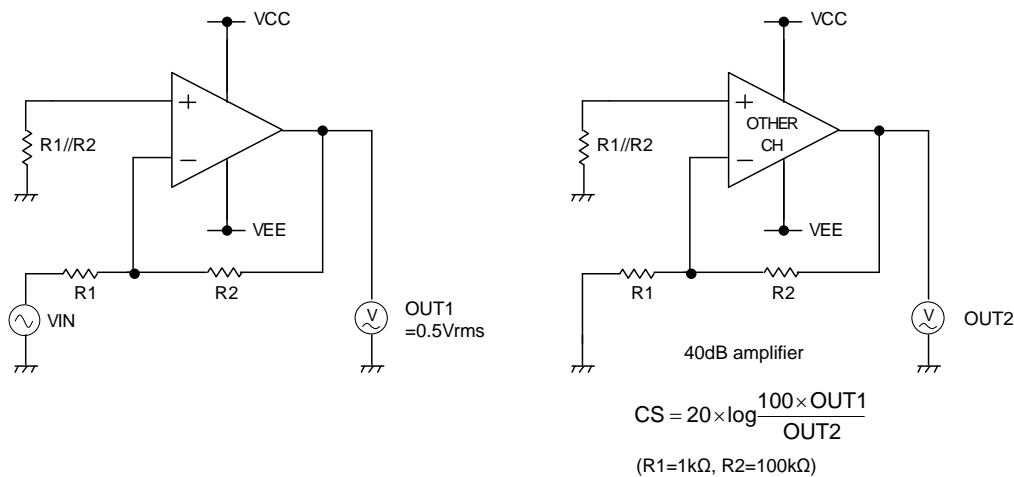 VCC
+
R1//R2
−
VEE
R1
R2
VIN
V
OUT1
=0.5Vrms
VCC
+
OTHER
CH
R1//R2
−
VEE
R1
R2
V
OUT2
40dB amplifier
CS = 20×log 100×OUT1
OUT2
(R1=1kΩ, R2=100kΩ)